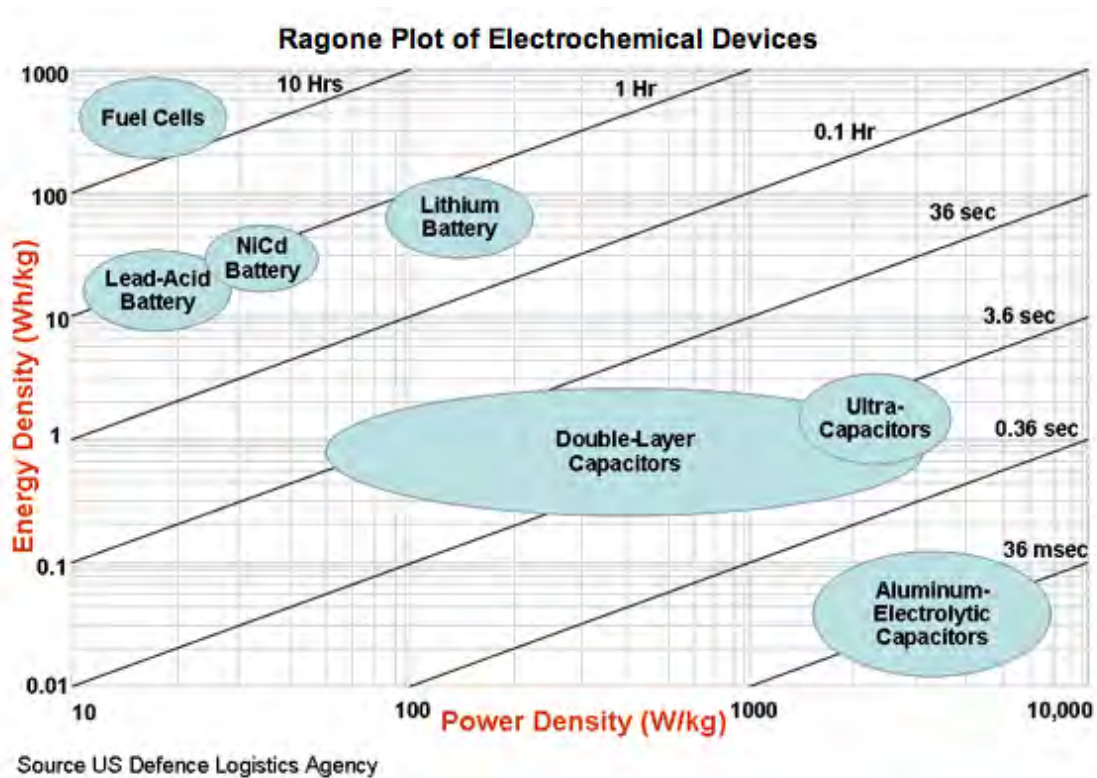 Ragone Plot of Electrochemical Devices
1000
10 Hrs
1 Hr
Fuel Cells
0.1 Hr
100
Lithium
Battery
36 sec
NiCd
Battery
Lead-Acid
Battery
10
3.6 sec
Energy Density (Wh/kg)
Ultra-
Capacitors
1
Double-Layer
Capacitors
0.36 sec
0.1
36 msec
Aluminum-
Electrolytic
Capacitors
0.01
10
100
1000
10,000
Power Density (W/kg)
Source US Defence Logistics Agency